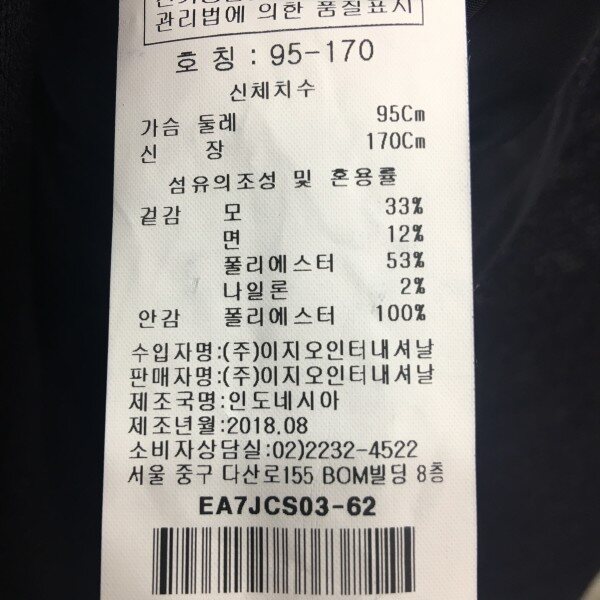 관리법에 의한 품질표시
호 칭 : 95-170
신체치수
가슴 둘레 95Cm
신 장 170Cm
섬유의조성 및 혼용률
겉감 모 33%
면 12%
폴리에스터 53%
나일론 2%
안감 폴리에스터 100%
수입자명:(주)이지오인터내셔날
판매자명:(주)이지오인터내셔날
제조국명:인도네시아
제조년월:2018.08
소비자상담실:02)2232-4522
서울 중구 다산로155 BOM빌딩 8층
EA7JCS03-62